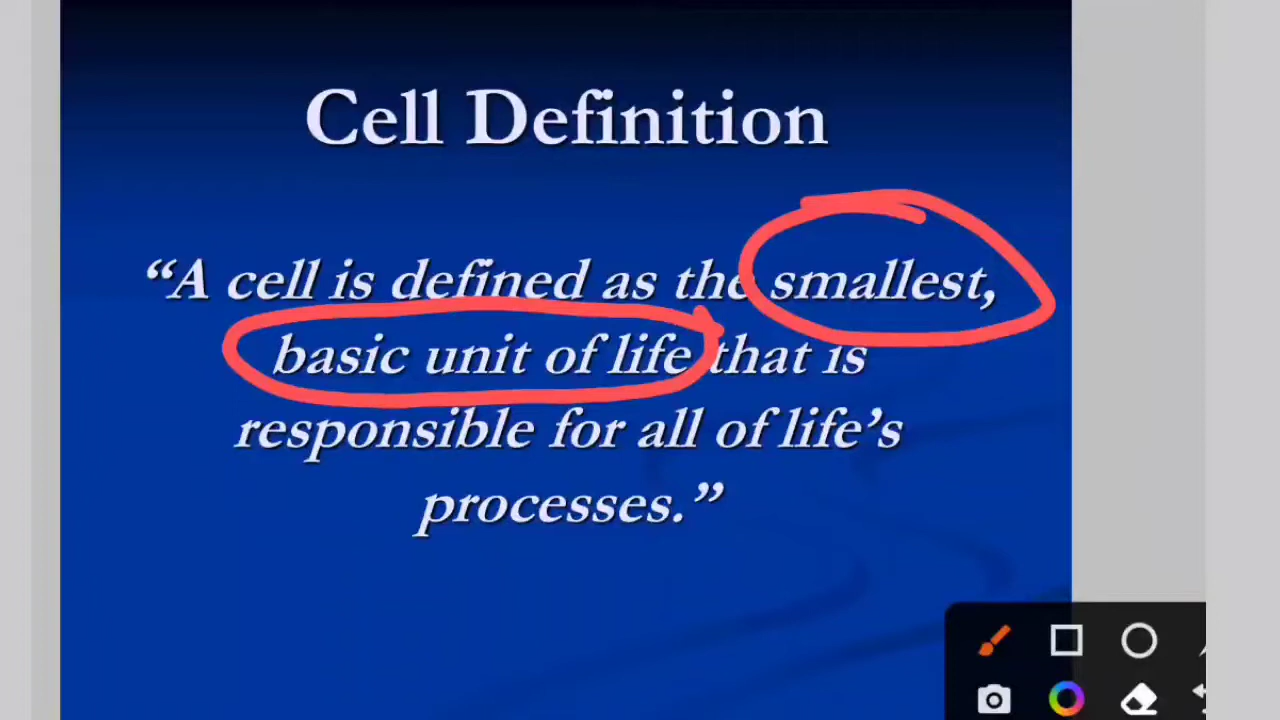 Cell Definition
“A cell is defined as the smallest,
basic unit of life that is
responsible for all of life’s
processes.”